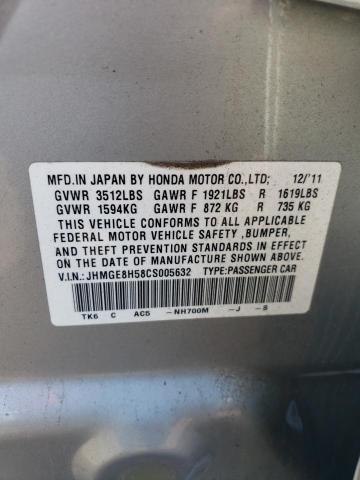 MFD.IN JAPAN BY HONDA MOTOR CO.,LTD; 12/'11
GVWR 3512LBS GAWR F 1921LBS R 1619LBS
GVWR 1594KG GAWR F 872 KG R 735 KG
THIS VEHICLE CONFORMS TO ALL APPLICABLE
FEDERAL MOTOR VEHICLE SAFETY , BUMPER,
AND THEFT PREVENTION STANDARDS IN EFFECT
ON THE DATE OF MANUFACTURE SHOWN ABOVE.
V.I.N.:JHMGE8H58CS005632 TYPE:PASSENGER CAR
TK6 C AC5 -NH700M -J -S